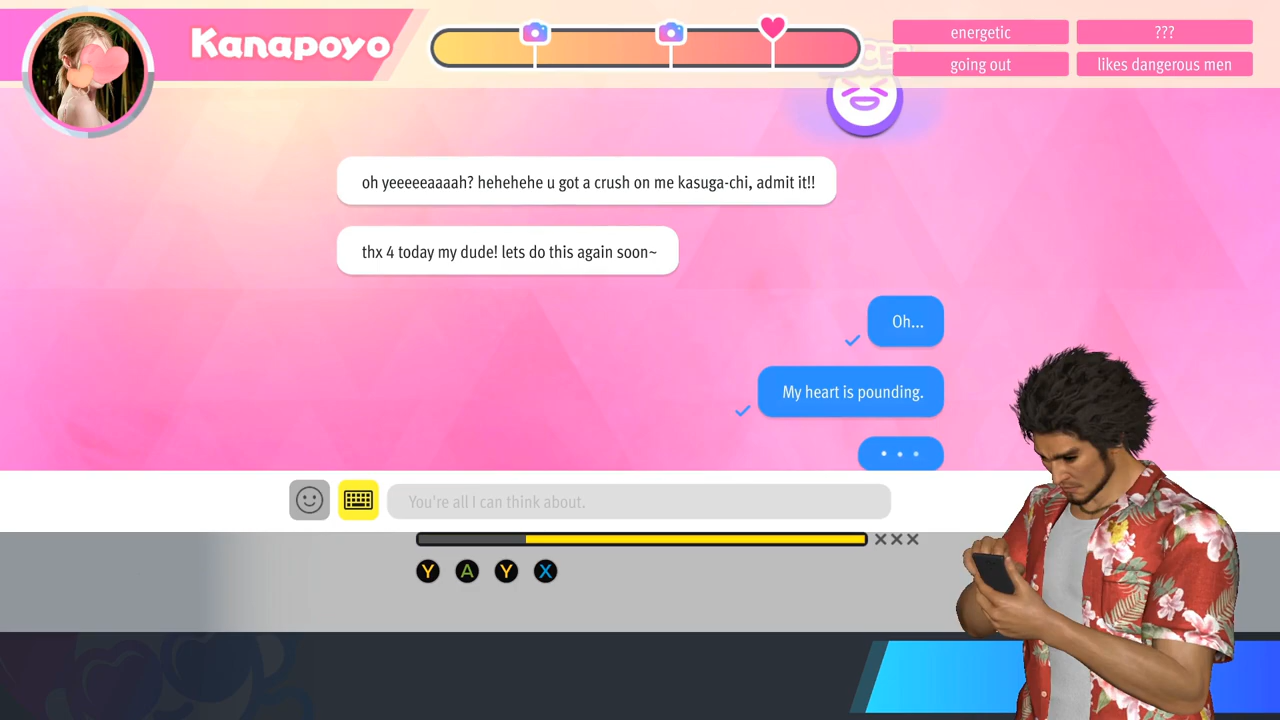 Kanapoyo
energetic
???
going out
likes dangerous men
oh yeeeeeaaaah? hehehehe u got a crush on me kasuga-chi, admit it!!
thx 4 today my dude! lets do this again soon~
Oh...
My heart is pounding.
You're all I can think about.
XXX
Y A Y X